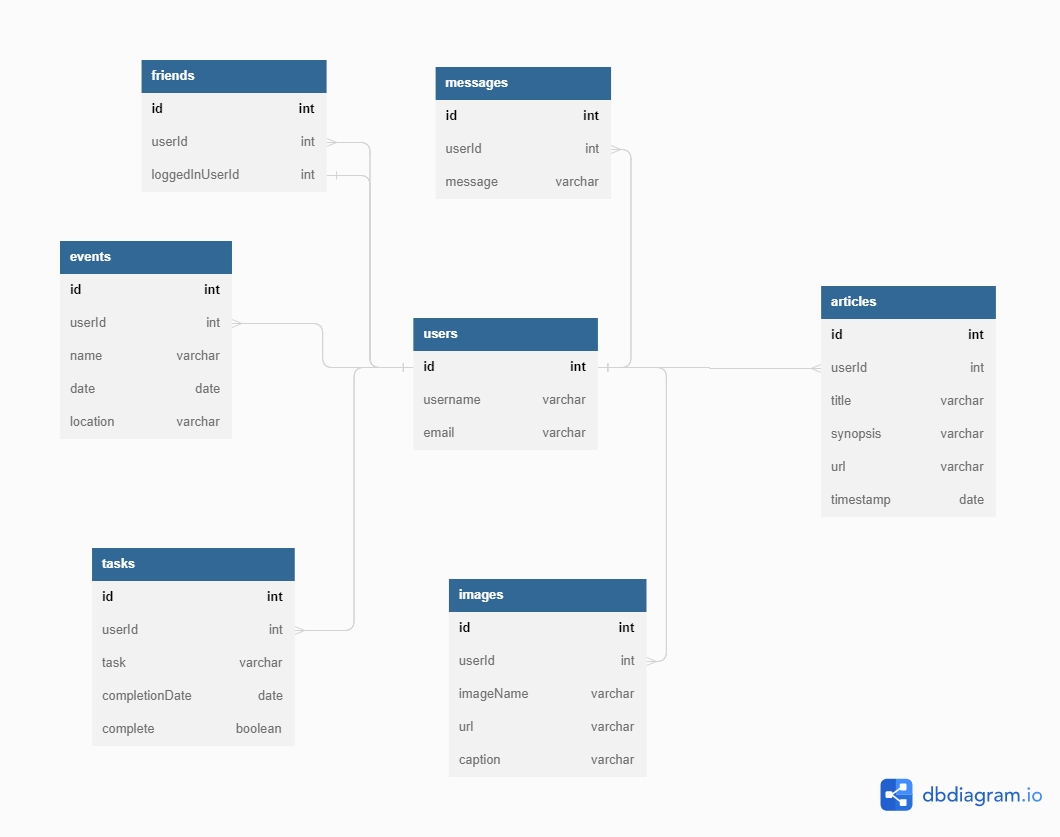 friends
id int
userId int
loggedInUserId int
messages
id int
userId int
message varchar
events
id int
userId int
name varchar
date date
location varchar
users
id int
username varchar
email varchar
articles
id int
userId int
title varchar
synopsis varchar
url varchar
timestamp date
tasks
id int
userId int
task varchar
completionDate date
complete boolean
images
id int
userId int
imageName varchar
url varchar
caption varchar
dbdiagram.io